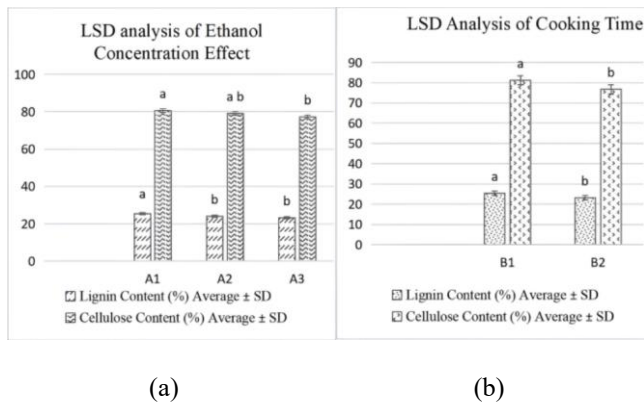 LSD analysis of Ethanol
Concentration Effect
100
80
60
40
20
0
a
a
a b
b
b
b
A1 A2 A3
Lignin Content (%) Average ± SD
Cellulose Content (%) Average ± SD
(a)
LSD Analysis of Cooking Time
90
80
70
60
50
40
30
20
10
0
a
a
b
b
B1 B2
Lignin Content (%) Average ± SD
Cellulose Content (%) Average ± SD
(b)